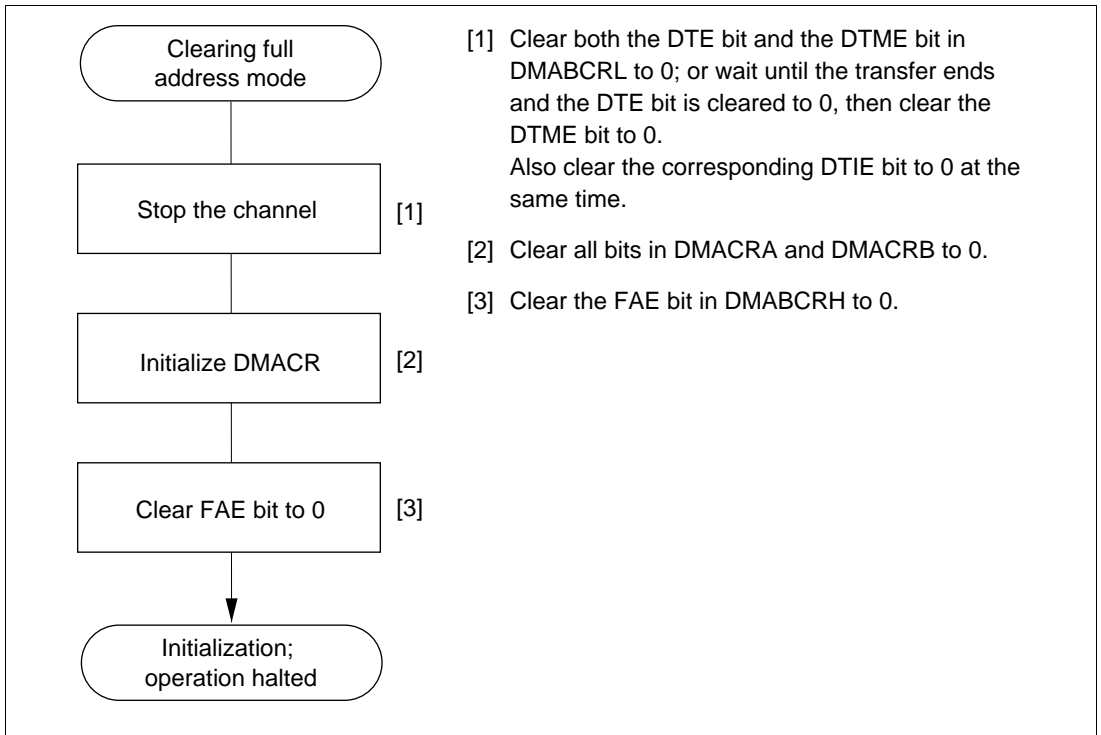 Clearing full
address mode
Stop the channel
[1]
Initialize DMACR
[2]
Clear FAE bit to 0
[3]
Initialization;
operation halted
[1] Clear both the DTE bit and the DTME bit in
DMABCRL to 0; or wait until the transfer ends
and the DTE bit is cleared to 0, then clear the
DTME bit to 0.
Also clear the corresponding DTIE bit to 0 at the
same time.
[2] Clear all bits in DMACRA and DMACRB to 0.
[3] Clear the FAE bit in DMABCRH to 0.